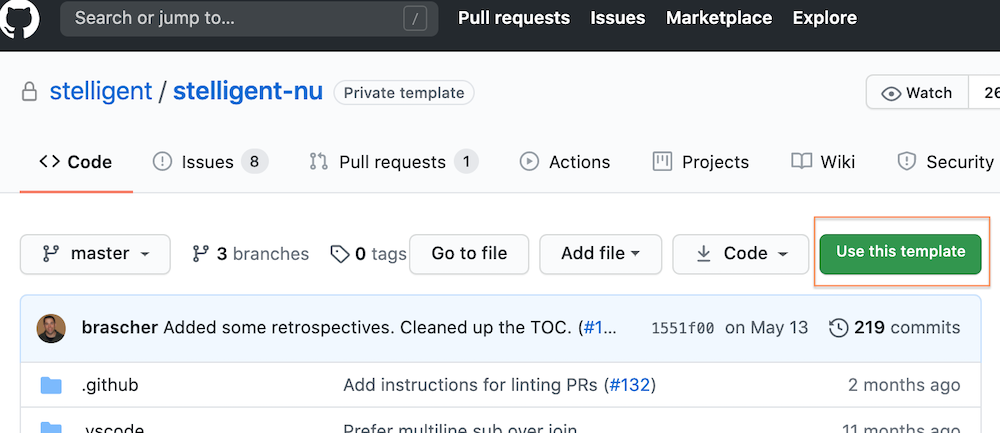 Search or jump to... / Pull requests Issues Marketplace Explore
stelligent / stelligent-nu Private template Watch 26
Code Issues 8 Pull requests 1 Actions Projects Wiki Security
master 3 branches 0 tags Go to file Add file Code Use this template
brascher Added some retrospectives. Cleaned up the TOC. (#1... 1551f00 on May 13 219 commits
.github Add instructions for linting PRs (#132) 2 months ago
.vscode Prefer multiline sub over join 11 months ago